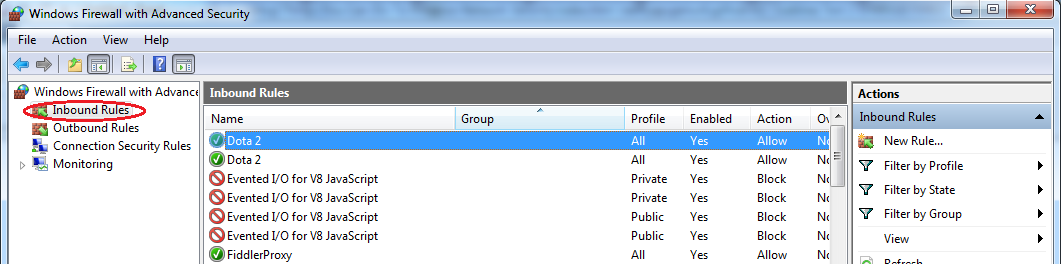 Windows Firewall with Advanced Security
File Action View Help
Windows Firewall with Advance
Inbound Rules
Outbound Rules
Connection Security Rules
Monitoring
Inbound Rules
Name Group Profile Enabled Action Ov
Dota 2 All Yes Allow No
Dota 2 All Yes Allow No
Evented I/O for V8 JavaScript Private Yes Block No
Evented I/O for V8 JavaScript Private Yes Block No
Evented I/O for V8 JavaScript Public Yes Block No
Evented I/O for V8 JavaScript Public Yes Block No
FiddlerProxy All Yes Allow No
Actions
Inbound Rules
New Rule...
Filter by Profile
Filter by State
Filter by Group
View
Refresh